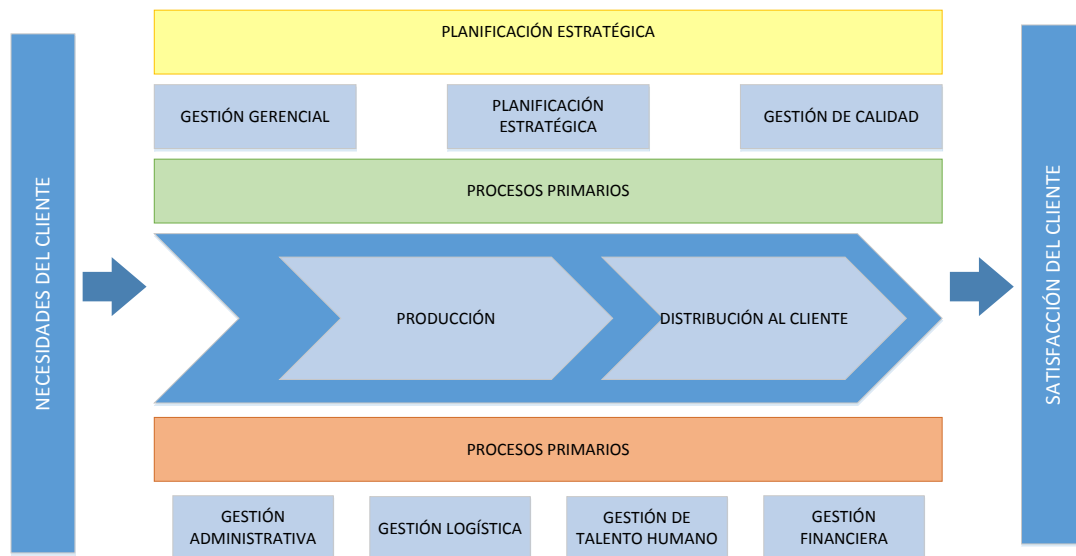 NECESIDADES DEL CLIENTE
PLANIFICACIÓN ESTRATÉGICA
GESTIÓN GERENCIAL
PLANIFICACIÓN
ESTRATÉGICA
GESTIÓN DE CALIDAD
PROCESOS PRIMARIOS
PRODUCCIÓN
DISTRIBUCIÓN AL CLIENTE
PROCESOS PRIMARIOS
GESTIÓN
ADMINISTRATIVA
GESTIÓN LOGÍSTICA
GESTIÓN DE
TALENTO HUMANO
GESTIÓN
FINANCIERA
SATISFACCIÓN DEL CLIENTE